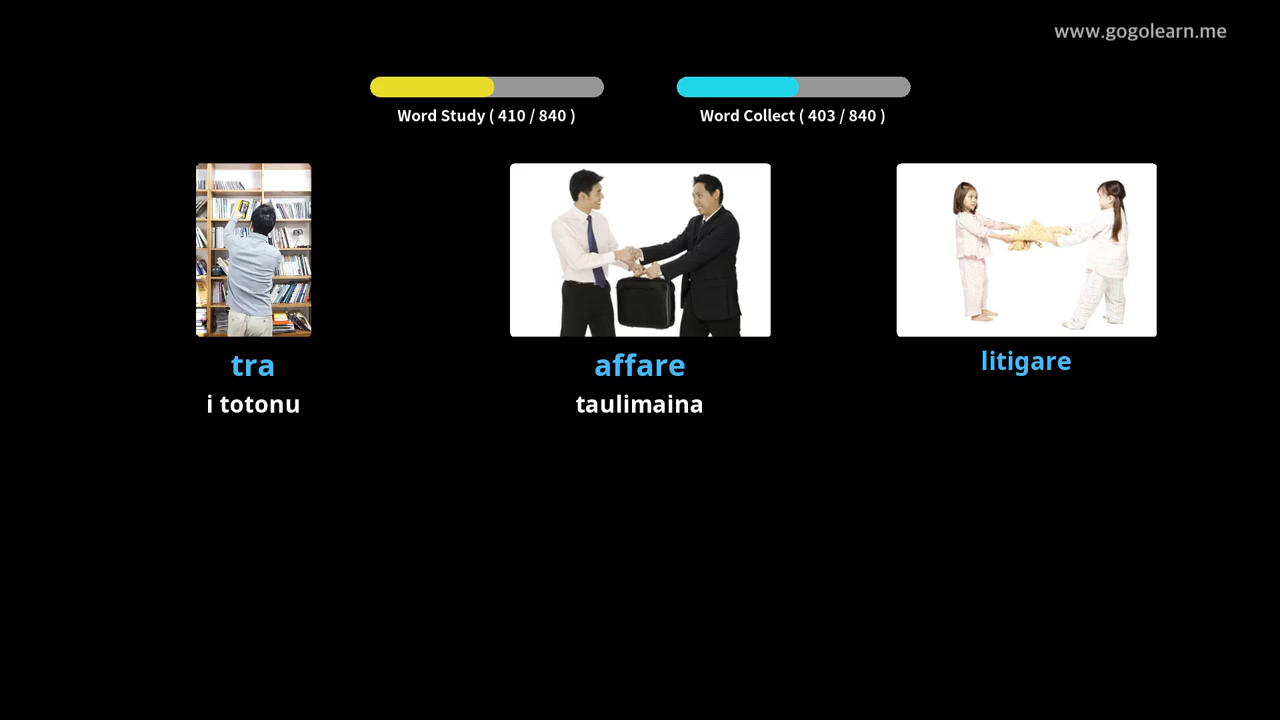 www.gogolearn.me
Word Study ( 410 / 840 )
Word Collect ( 403 / 840 )
tra
i totonu
affare
taulimaina
litigare